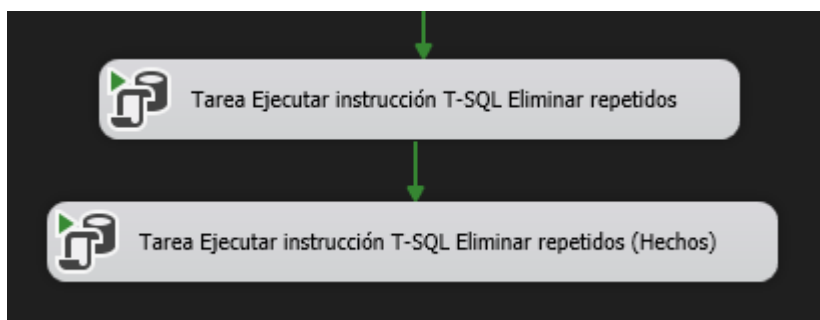 Tarea Ejecutar instrucción T-SQL Eliminar repetidos
Tarea Ejecutar instrucción T-SQL Eliminar repetidos (Hechos)